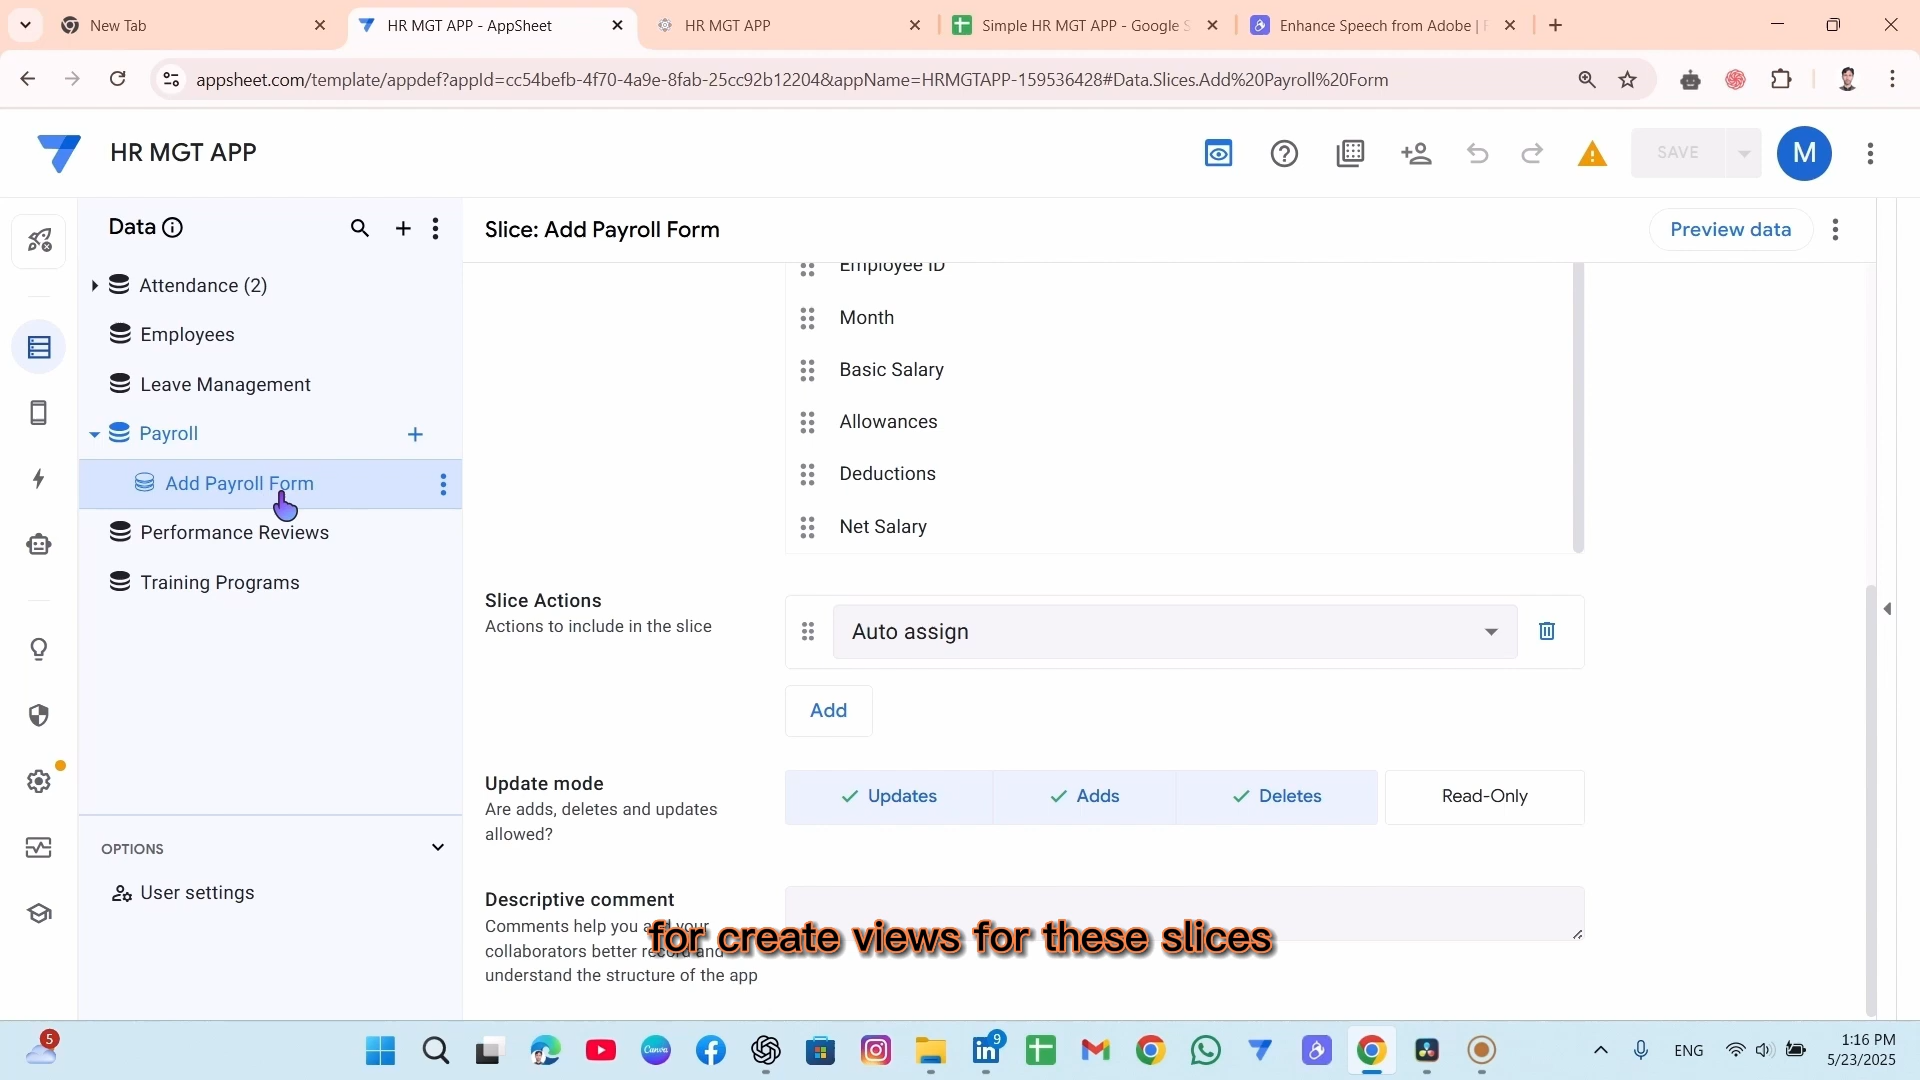 New Tab
HR MGT APP - AppSheet
HR MGT APP
Simple HR MGT APP - Google S
Enhance Speech from Adobe |
appsheet.com/template/appdef?appId=cc54befb-4f70-4a9e-8fab-25cc92b12204&appName=HRMGTAPP-159536428#Data.Slices.Add%20Payroll%20Form
HR MGT APP
SAVE
M
Data
Slice: Add Payroll Form
Preview data
Attendance (2)
Employees
Leave Management
Payroll
Add Payroll Form
Performance Reviews
Training Programs
OPTIONS
User settings
Employee ID
Month
Basic Salary
Allowances
Deductions
Net Salary
Slice Actions
Actions to include in the slice
Auto assign
Add
Update mode
Are adds, deletes and updates
allowed?
Updates
Adds
Deletes
Read-Only
Descriptive comment
Comments help you and your
collaborators better record and
understand the structure of the app
for create views for these slices
5
Canva
9
ENG
1:16 PM
5/23/2025